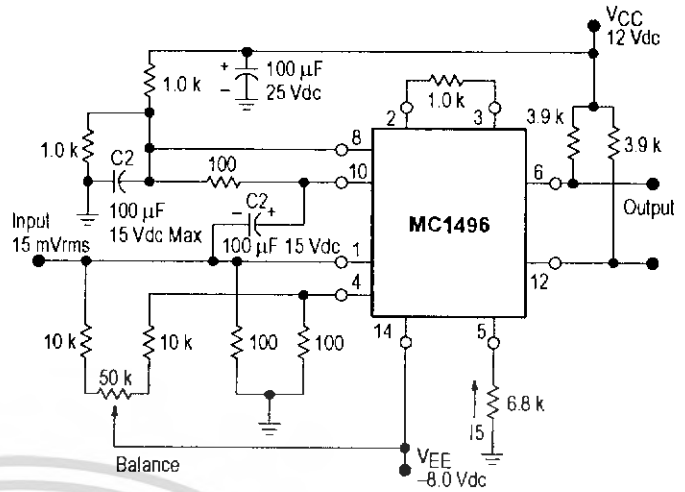 VCC
12 Vdc
+
–
100 µF
25 Vdc
1.0 k
1.0 k
2
3
3.9 k
3.9 k
1.0 k
8
C2
100
10
6
100 µF
15 Vdc Max
–
C2
+
MC1496
Output
Input
15 mVrms
100 µF
15 Vdc
1
12
4
14
5
10 k
10 k
100
100
50 k
I5
6.8 k
Balance
VEE
–8.0 Vdc